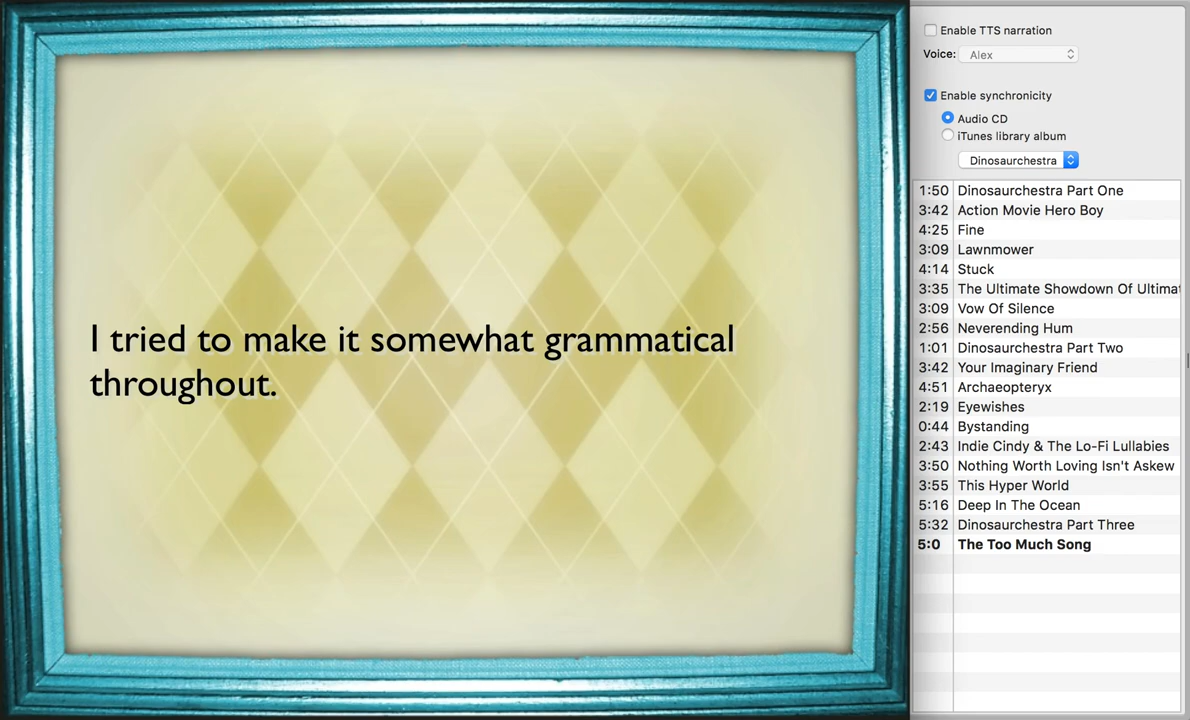 I tried to make it somewhat grammatical
throughout.
Enable TTS narration
Voice: Alex
Enable synchronicity
Audio CD
iTunes library album
Dinosaurchestra
1:50 Dinosaurchestra Part One
3:42 Action Movie Hero Boy
4:25 Fine
3:09 Lawnmower
4:14 Stuck
3:35 The Ultimate Showdown Of Ultimat
3:09 Vow Of Silence
2:56 Neverending Hum
1:01 Dinosaurchestra Part Two
3:42 Your Imaginary Friend
4:51 Archaeopteryx
2:19 Eyewishes
0:44 Bystanding
2:43 Indie Cindy & The Lo-Fi Lullabies
3:50 Nothing Worth Loving Isn't Askew
3:55 This Hyper World
5:16 Deep In The Ocean
5:32 Dinosaurchestra Part Three
5:0 The Too Much Song